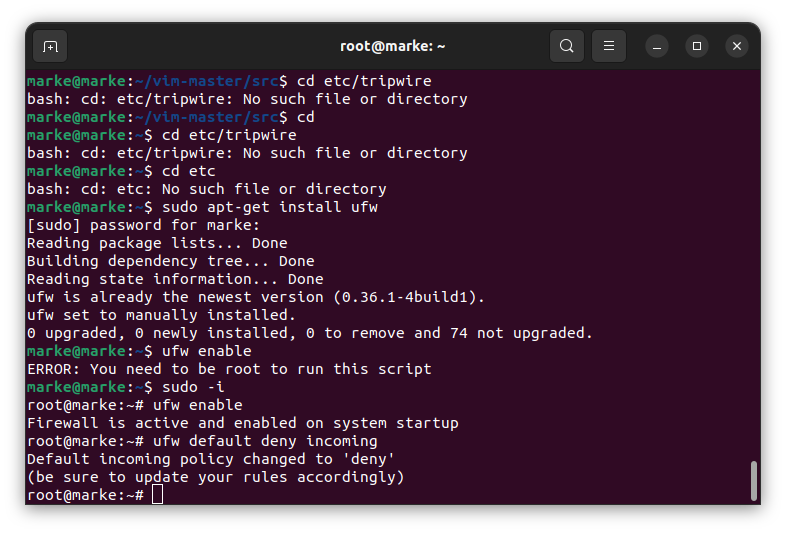 root@marke: ~
marke@marke:~/vim-master/src$ cd etc/tripwire
bash: cd: etc/tripwire: No such file or directory
marke@marke:~/vim-master/src$ cd
marke@marke:~$ cd etc/tripwire
bash: cd: etc/tripwire: No such file or directory
marke@marke:~$ cd etc
bash: cd: etc: No such file or directory
marke@marke:~$ sudo apt-get install ufw
[sudo] password for marke:
Reading package lists... Done
Building dependency tree... Done
Reading state information... Done
ufw is already the newest version (0.36.1-4build1).
ufw set to manually installed.
0 upgraded, 0 newly installed, 0 to remove and 74 not upgraded.
marke@marke:~$ ufw enable
ERROR: You need to be root to run this script
marke@marke:~$ sudo -i
root@marke:~# ufw enable
Firewall is active and enabled on system startup
root@marke:~# ufw default deny incoming
Default incoming policy changed to 'deny'
(be sure to update your rules accordingly)
root@marke:~#